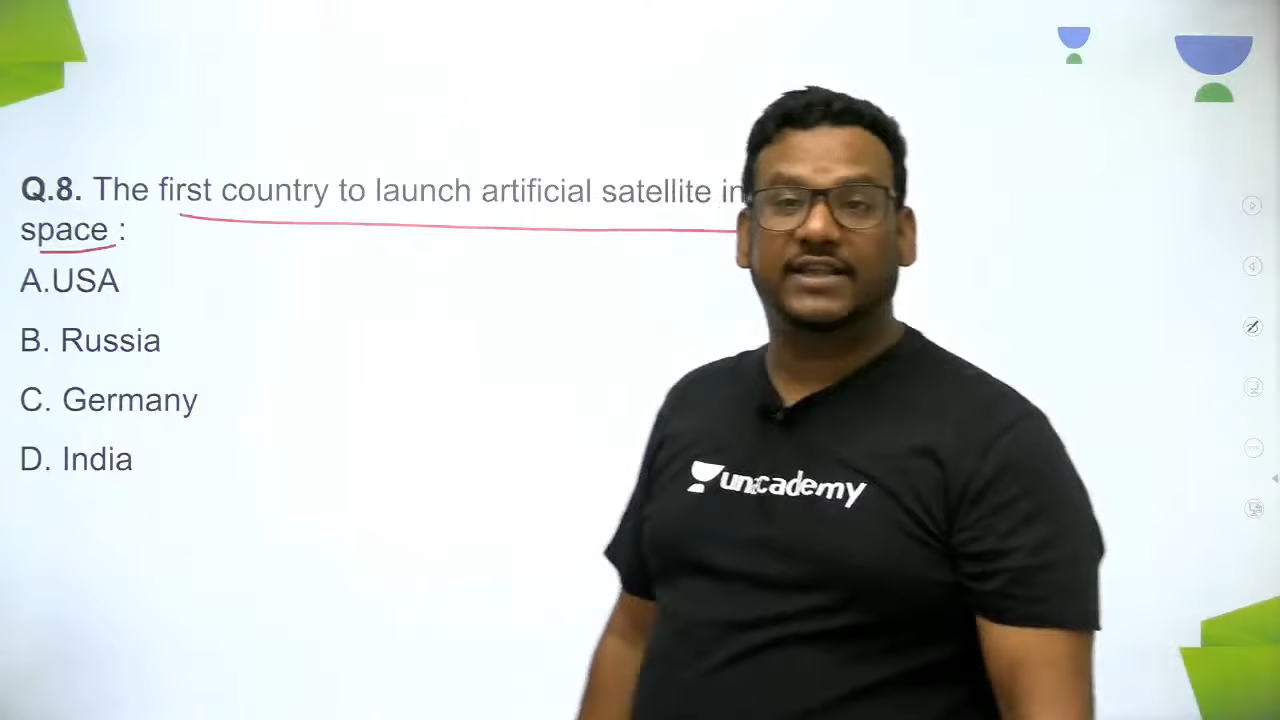 Q.8. The first country to launch artificial satellite in
space :
A.USA
B. Russia
C. Germany
D. India
unacademy